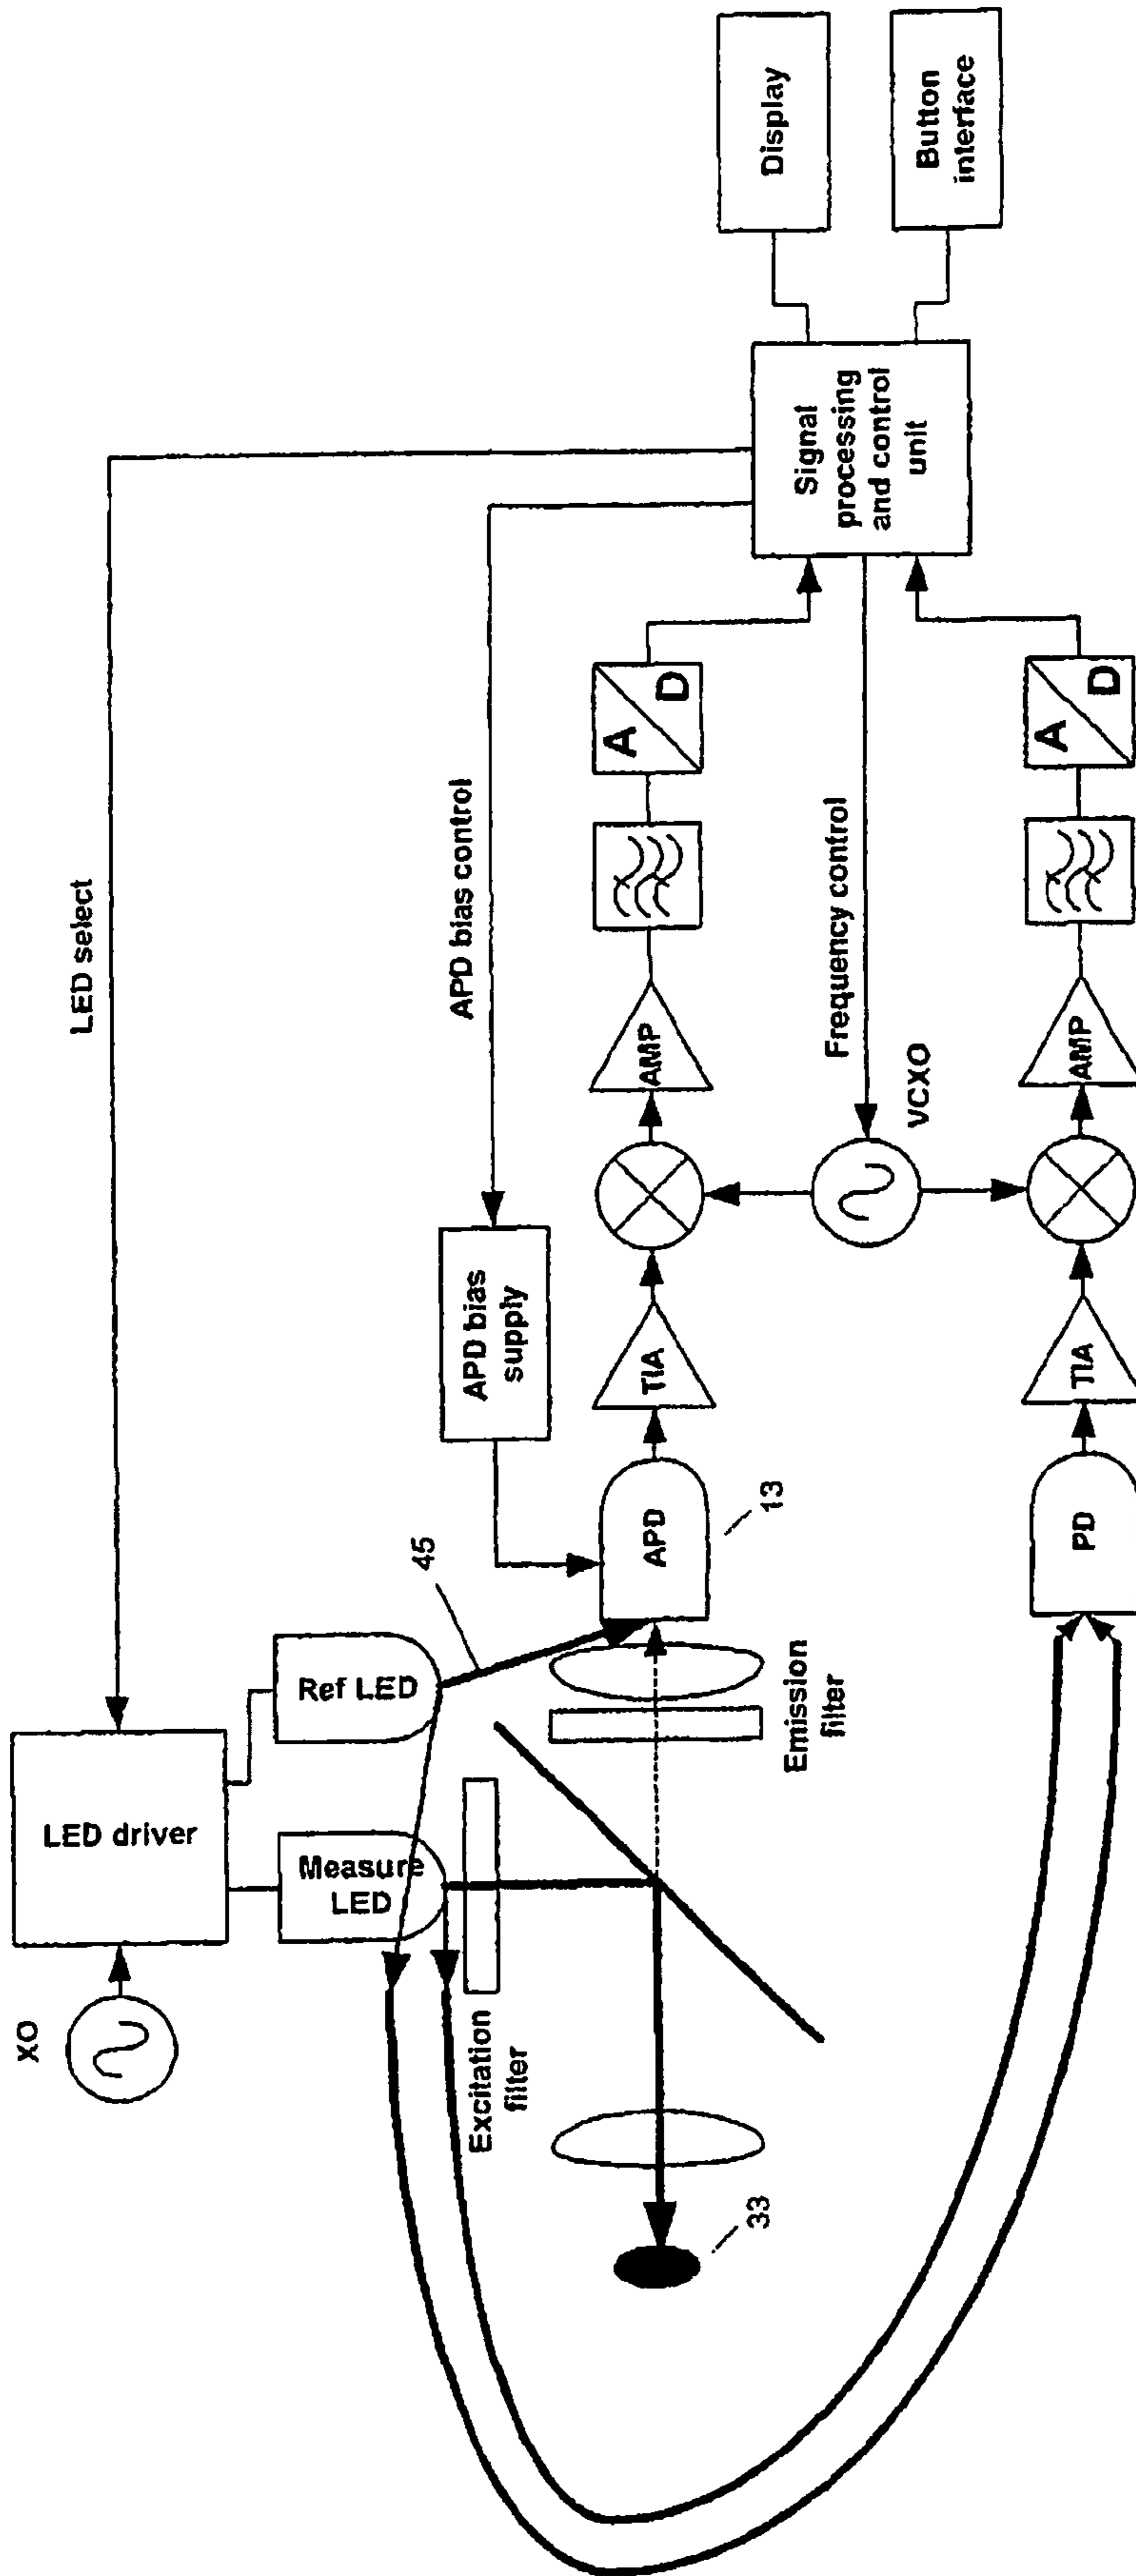 XO
LED driver
LED select
Measure
LED
Ref LED
45
Excitation
filter
33
Emission
filter
APD bias
supply
APD bias control
APD
13
TIA
AMP
A
D
Frequency control
VCXO
PD
TIA
AMP
A
D
Signal
processing
and control
unit
Display
Button
interface